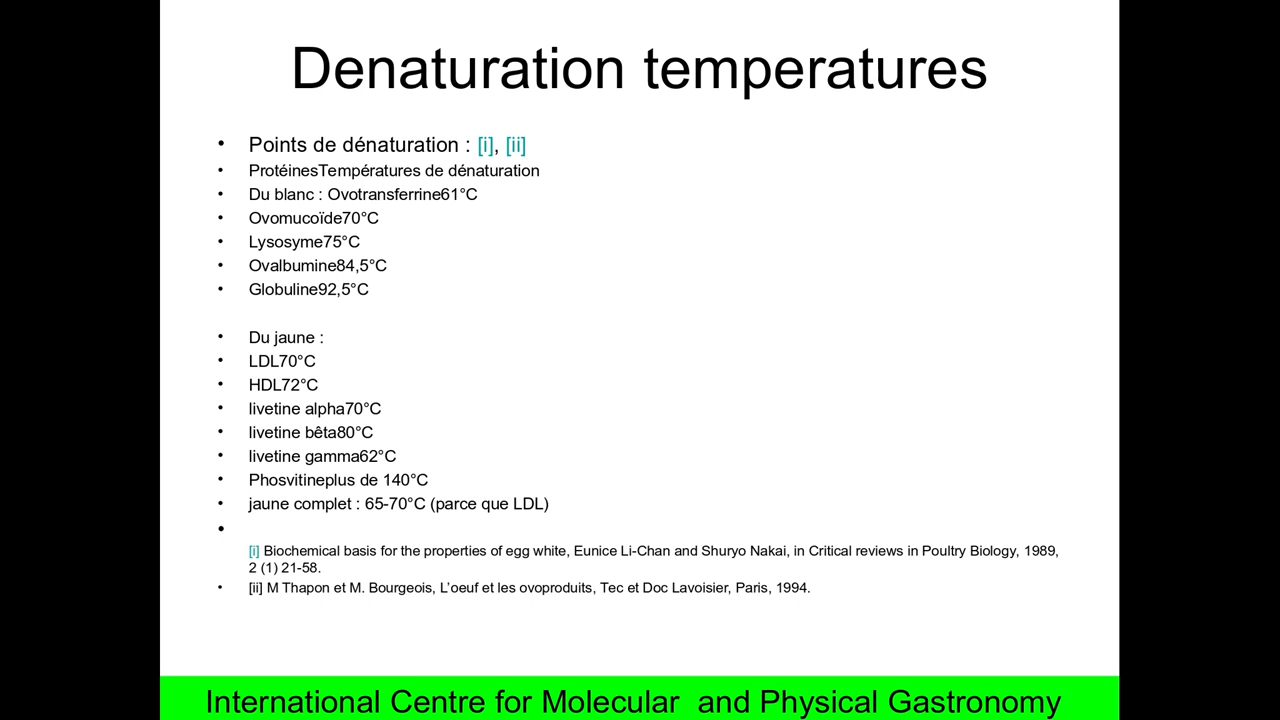 Denaturation temperatures
• Points de dénaturation : [i], [ii]
• ProtéinesTempératures de dénaturation
• Du blanc : Ovotransferrine61°C
• Ovomucoïde70°C
• Lysosyme75°C
• Ovalbumine84,5°C
• Globuline92,5°C
• Du jaune :
• LDL70°C
• HDL72°C
• livetine alpha70°C
• livetine bêta80°C
• livetine gamma62°C
• Phosvitineplus de 140°C
• jaune complet : 65-70°C (parce que LDL)
•
[i] Biochemical basis for the properties of egg white, Eunice Li-Chan and Shuryo Nakai, in Critical reviews in Poultry Biology, 1989,
2 (1) 21-58.
• [ii] M Thapon et M. Bourgeois, L'oeuf et les ovoproduits, Tec et Doc Lavoisier, Paris, 1994.
International Centre for Molecular and Physical Gastronomy